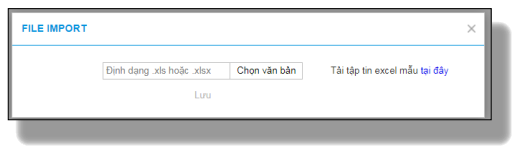 FILE IMPORT
Định dạng .xls hoặc .xlsx Chọn văn bản Tải tập tin excel mẫu tại đây
Lưu